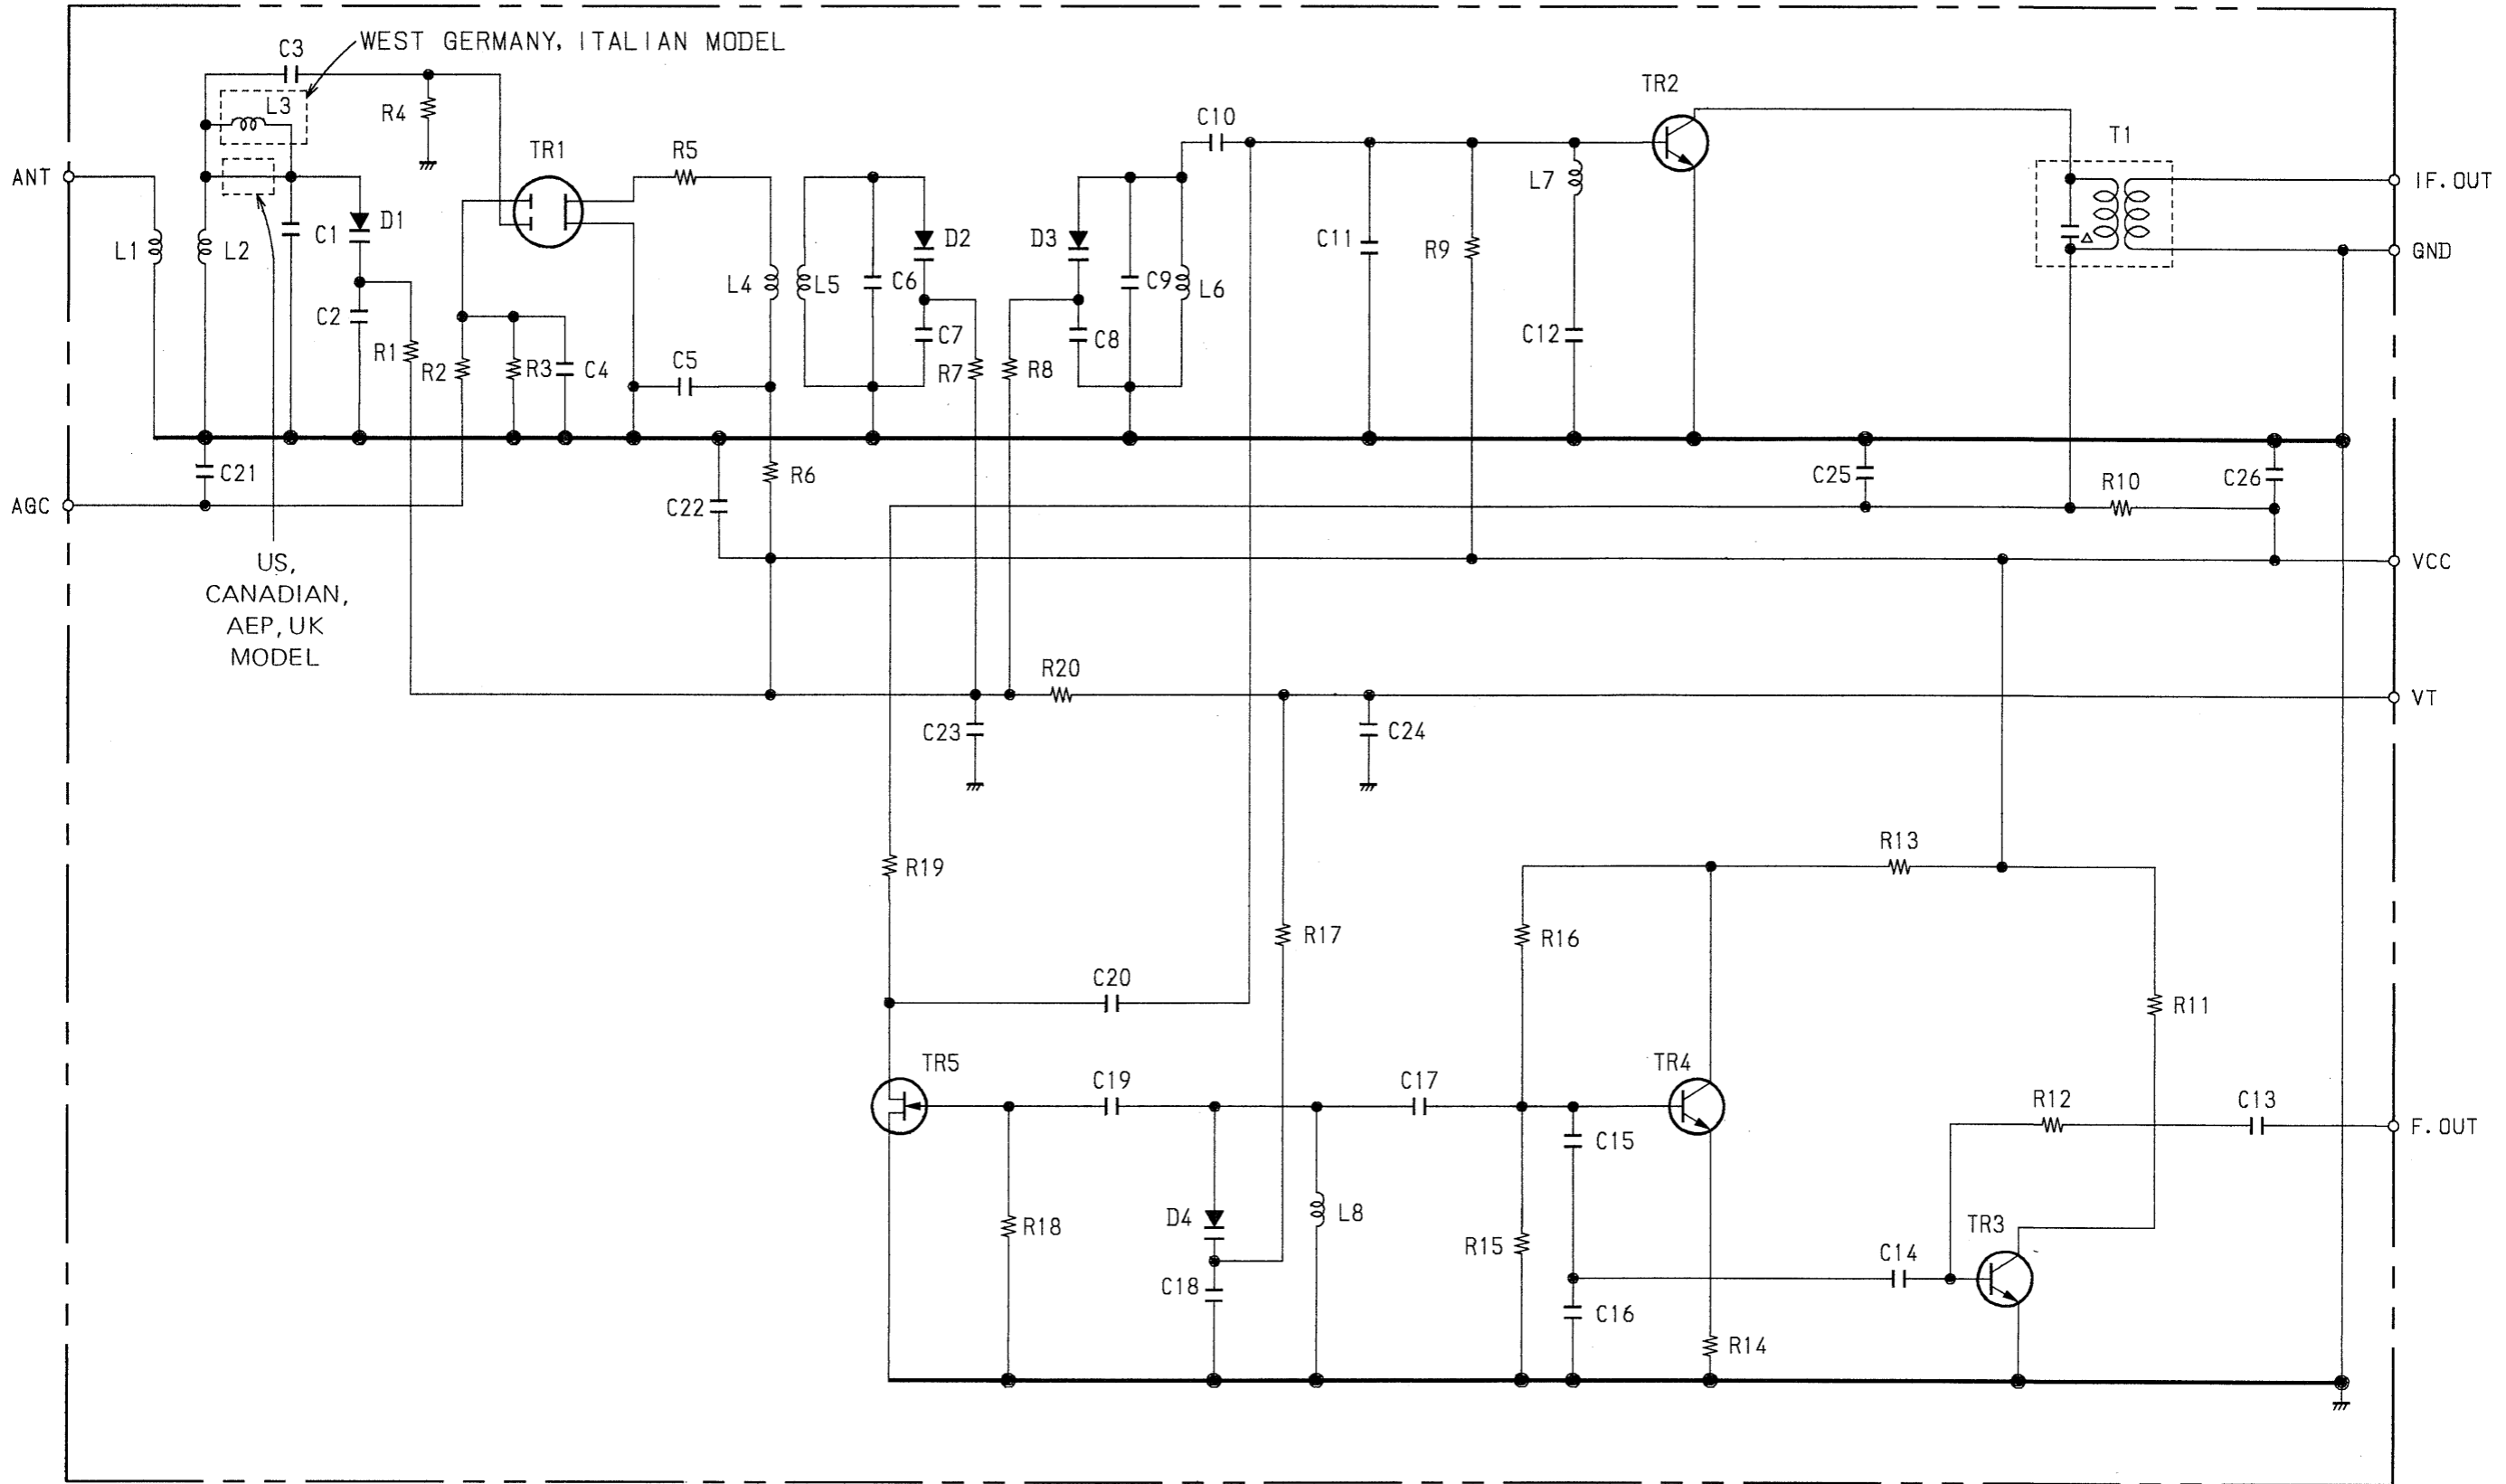 WEST GERMANY, ITALIAN MODEL
C3
L3
R4
TR2
C10
T1
TR1
R5
ANT
IF.OUT
L7
C1
D1
L1
L2
D2
D3
C11
R9
GND
L4
L5
C6
C9
L6
C2
C7
C8
C12
R1
R2
R3
C4
C5
R7
R8
C21
R6
C25
R10
C26
AGC
C22
US,
CANADIAN,
AEP, UK
MODEL
VCC
R20
VT
C23
C24
R13
R19
R17
R16
C20
R11
TR5
C19
C17
TR4
R12
C13
C15
F.OUT
R18
D4
L8
R15
TR3
C14
C18
C16
R14